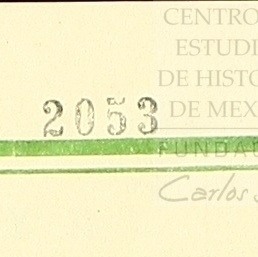 CENTRO
ESTUDI
DE HISTO
DE MEX
2053
FUNDA
Carlos